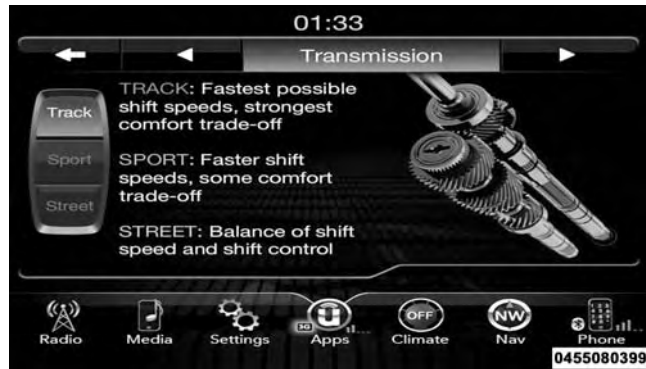 01:33
Transmission
Track
Sport
Street
TRACK: Fastest possible
shift speeds, strongest
comfort trade-off
SPORT: Faster shift
speeds, some comfort
trade-off
STREET: Balance of shift
speed and shift control
3G
OFF
NW
Radio
Media
Settings
Apps
Climate
Nav
Phone
0455080399